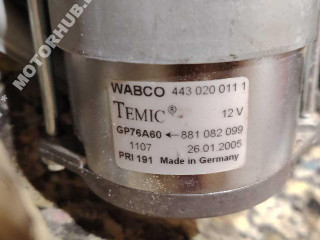 MOTORHUB.
WABCO 443 020 011 1
TEMIC® 12 V
GP76A60 ← 881 082 099
1107 26.01.2005
PRI 191 Made in Germany